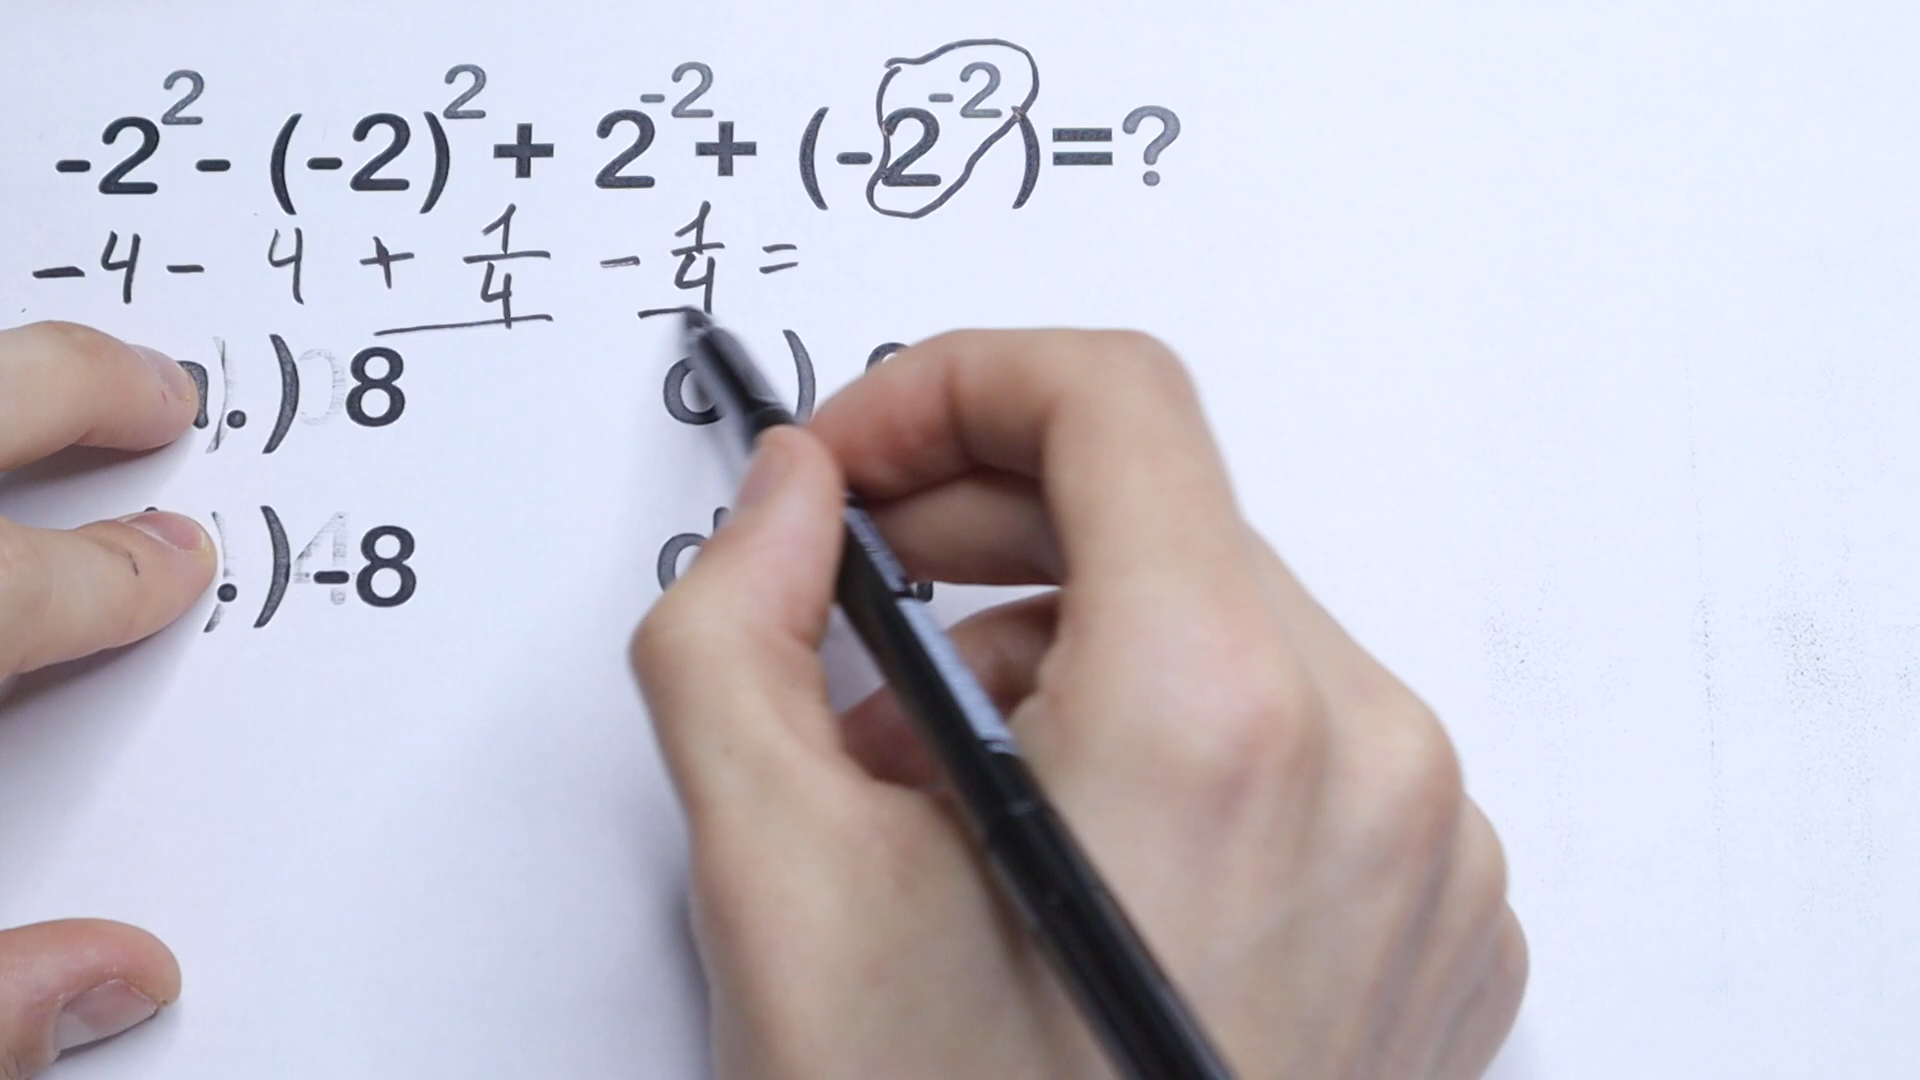 -2² - (-2)² + 2⁻² + (-2⁻²) = ?
-4 - 4 + 1/4 - 1/4 =
.) 8
)
.) -8